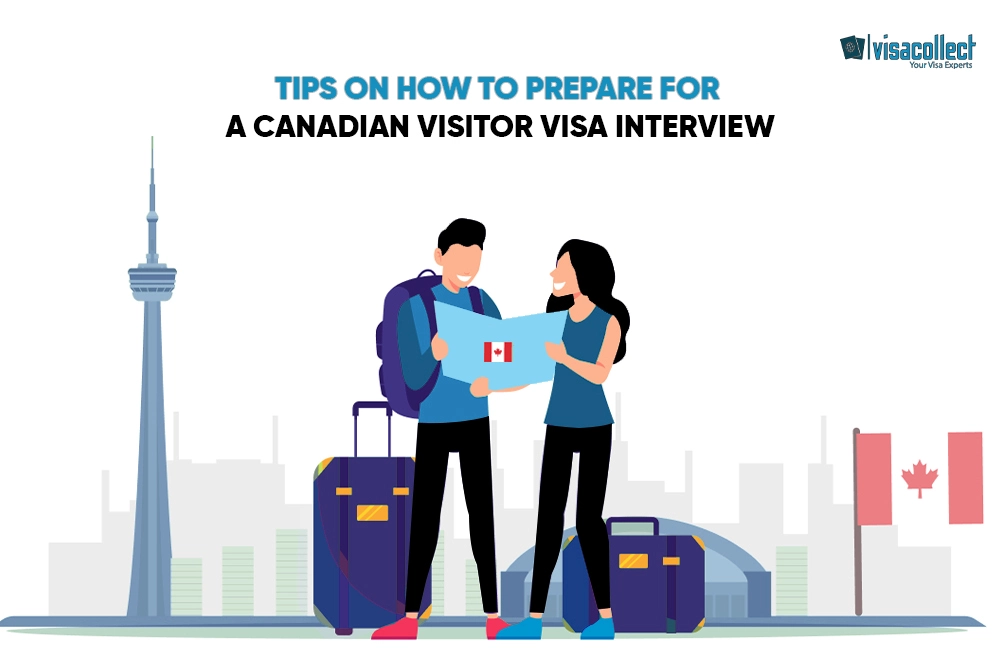 visacollect
Your Visa Experts
TIPS ON HOW TO PREPARE FOR
A CANADIAN VISITOR VISA INTERVIEW